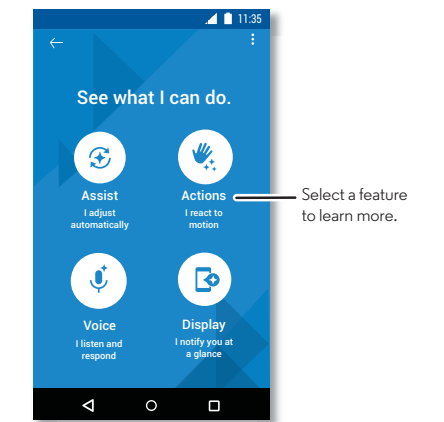 11:35
See what I can do.
Assist
I adjust
automatically
Actions
I react to
motion
Select a feature
to learn more.
Voice
I listen and
respond
Display
I notify you at
a glance